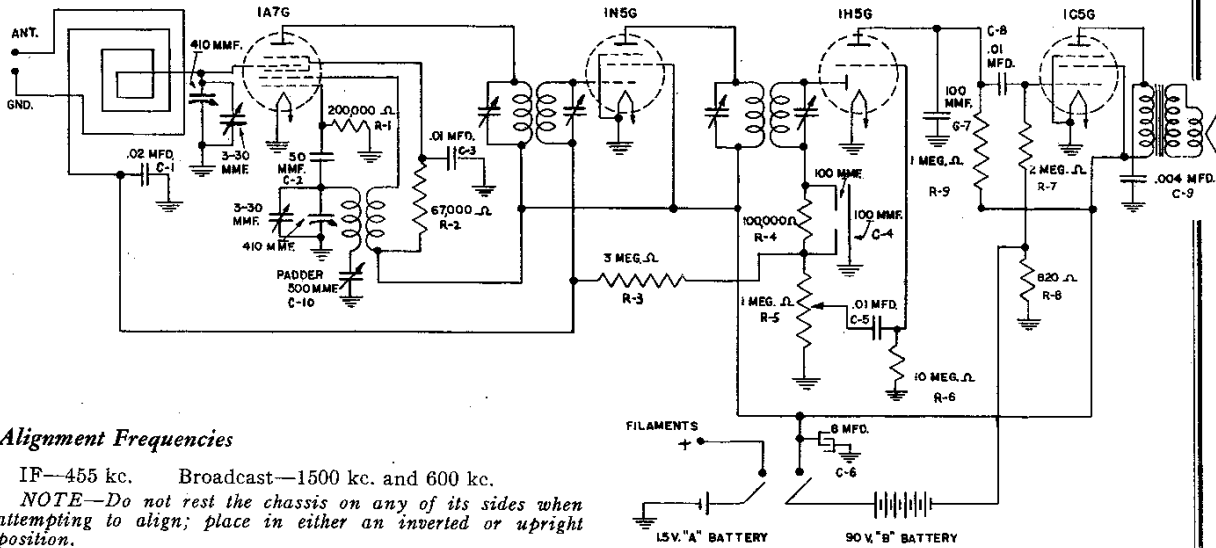 1A7G
1N5G
1H5G
1C5G
ANT.
GND.
410 MMF.
3-30
MMF.
.02 MFD.
C-1
200,000 Ω
R-1
50
MMF.
C-2
.01 MFD.
C-3
67,000 Ω
R-2
3-30
MMF.
410 MMF.
PADDER
500 MMF.
C-10
3 MEG. Ω
R-3
100 MMF.
100,000 Ω
R-4
100 MMF.
C-4
1 MEG. Ω
R-5
.01 MFD.
C-5
10 MEG. Ω
R-6
100
MMF.
C-7
C-8
.01
MFD.
1 MEG. Ω
R-9
2 MEG. Ω
R-7
820 Ω
R-8
.004 MFD.
C-9
FILAMENTS
+
8 MFD.
C-6
1.5V. "A" BATTERY
90 V. "B" BATTERY
Alignment Frequencies
IF—455 kc. Broadcast—1500 kc. and 600 kc.
NOTE—Do not rest the chassis on any of its sides when
attempting to align; place in either an inverted or upright
position.